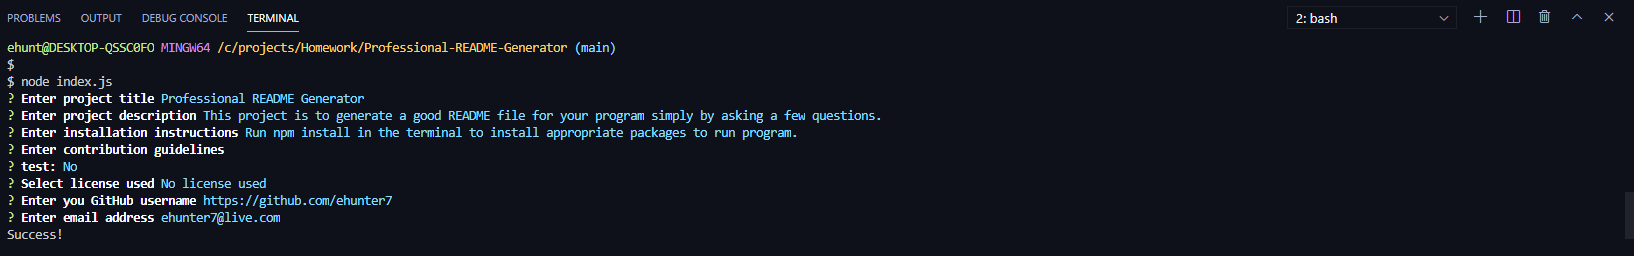 PROBLEMS OUTPUT DEBUG CONSOLE TERMINAL 2: bash
ehunt@DESKTOP-QSSC0FO MINGW64 /c/projects/Homework/Professional-README-Generator (main)
$
$ node index.js
? Enter project title Professional README Generator
? Enter project description This project is to generate a good README file for your program simply by asking a few questions.
? Enter installation instructions Run npm install in the terminal to install appropriate packages to run program.
? Enter contribution guidelines
? test: No
? Select license used No license used
? Enter you GitHub username https://github.com/ehunter7
? Enter email address ehunter7@live.com
Success!